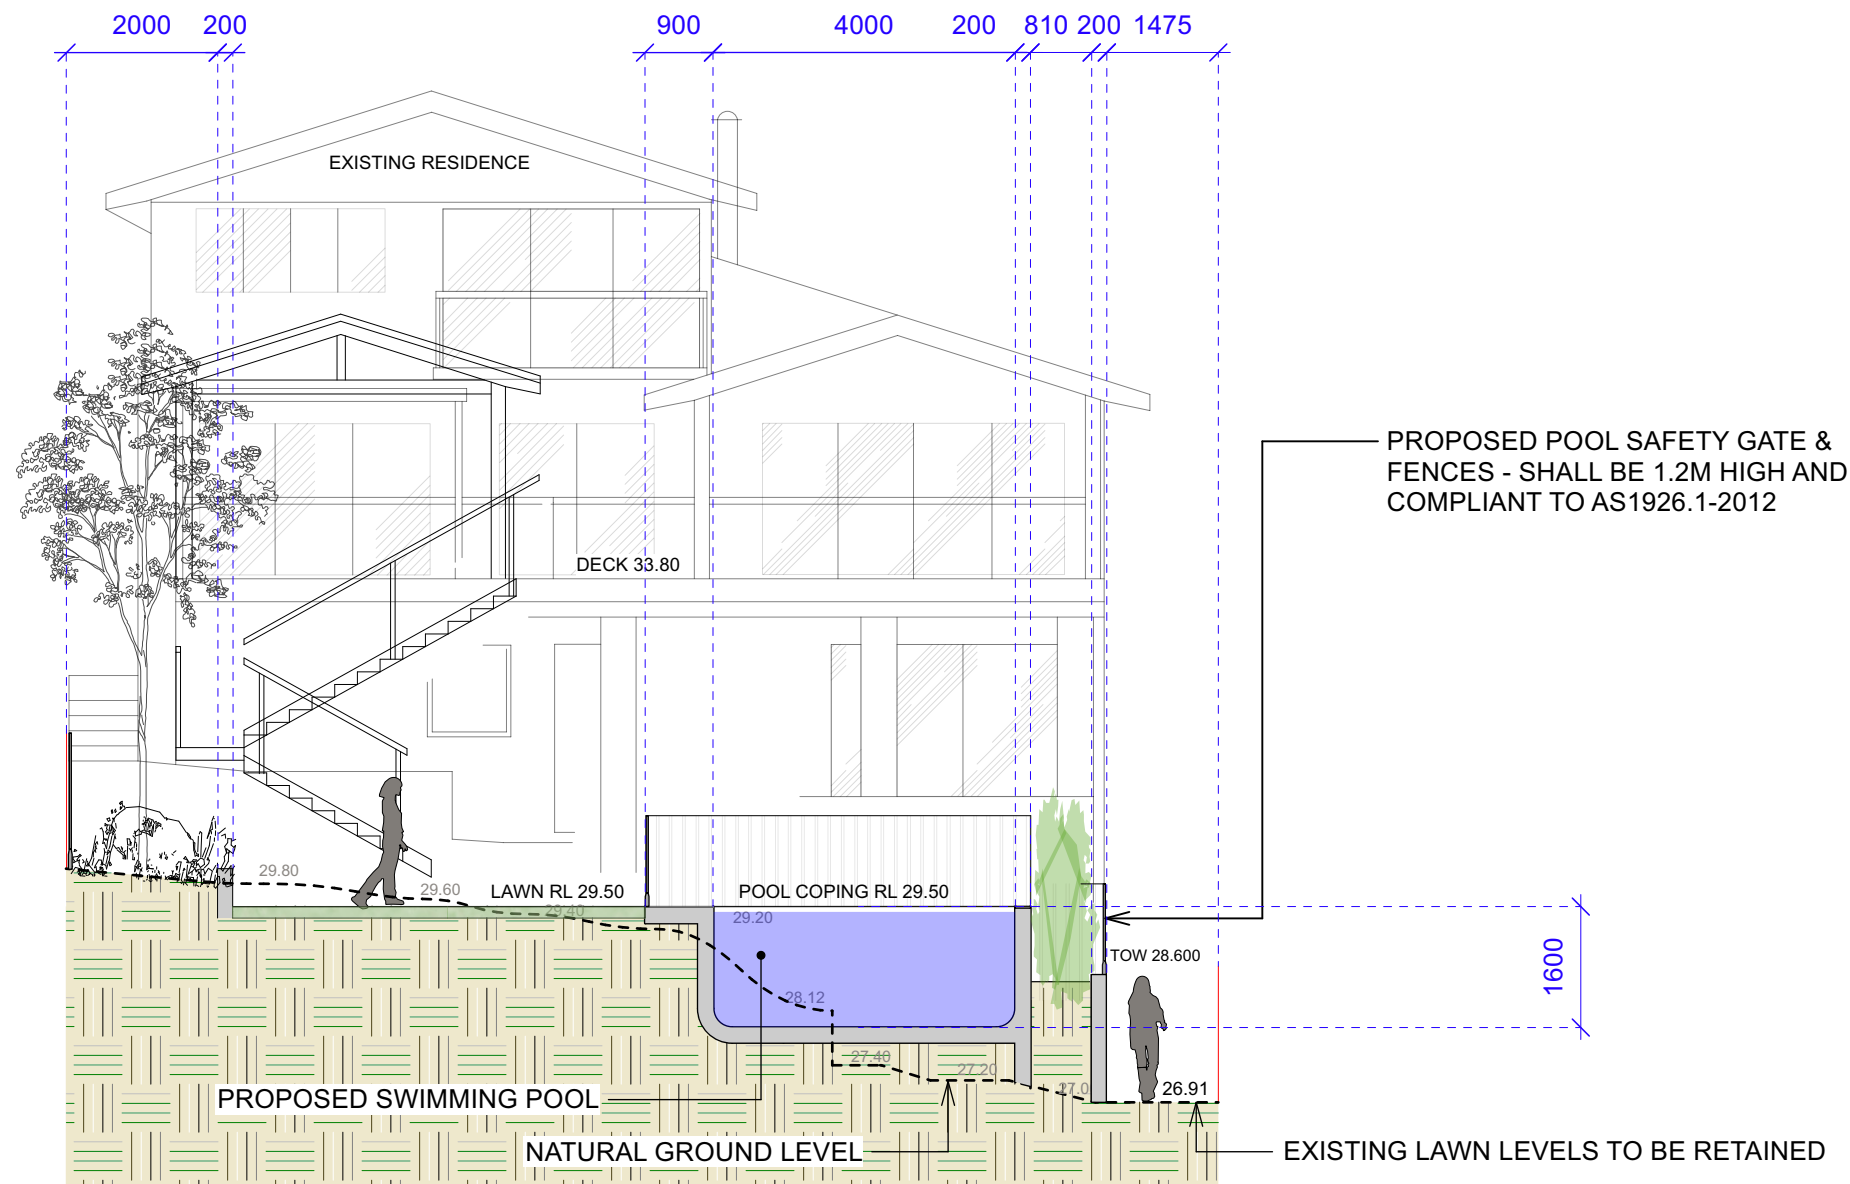 2000 200 900 4000 200 810 200 1475
EXISTING RESIDENCE
PROPOSED POOL SAFETY GATE &
FENCES - SHALL BE 1.2M HIGH AND
COMPLIANT TO AS1926.1-2012
DECK 33.80
29.80
29.60
LAWN RL 29.50
POOL COPING RL 29.50
29.40
29.20
TOW 28.600
1600
28.12
27.40
27.20
27.0
26.91
PROPOSED SWIMMING POOL
NATURAL GROUND LEVEL
EXISTING LAWN LEVELS TO BE RETAINED